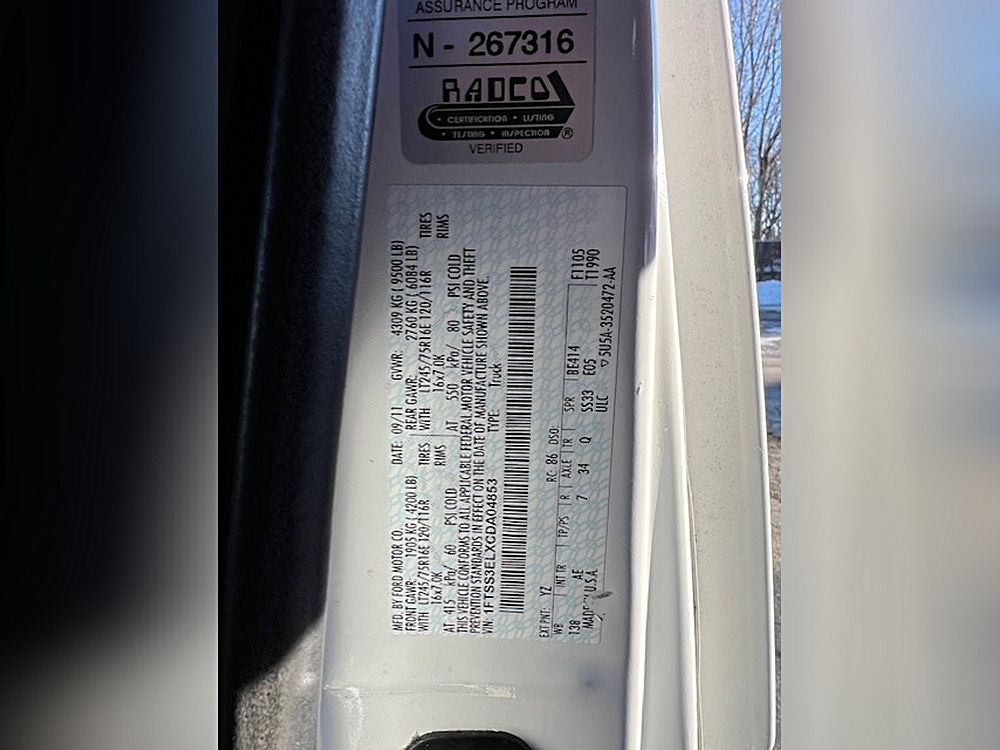 ASSURANCE PROGRAM
N - 267316
RADCO
• CERTIFICATION • LISTING
• TESTING • INSPECTION ®
VERIFIED
MFD. BY FORD MOTOR CO.
DATE: 09/11 GVWR: 4309 KG ( 9500 LB)
FRONT GAWR: 1905 KG ( 4200 LB) REAR GAWR: 2760 KG ( 6084 LB)
WITH LT245/75R16E 120/116R TIRES WITH LT245/75R16E 120/116R TIRES
16x7.0K RIMS 16x7.0K RIMS
AT 415 kPa/ 60 PSI COLD AT 550 kPa/ 80 PSI COLD
THIS VEHICLE CONFORMS TO ALL APPLICABLE FEDERAL MOTOR VEHICLE SAFETY AND THEFT
PREVENTION STANDARDS IN EFFECT ON THE DATE OF MANUFACTURE SHOWN ABOVE.
VIN: 1FTSS3ELXCDA04853 TYPE: Truck
EXT PNT: YZ RC: 86 DSO:
WB INT TR TP/PS R AXLE TR SPR BE414 F1105
138 AE 7 34 Q SS33 E05 T1990
MADE U.S.A. ULC ▽ 5U5A-3520472-AA